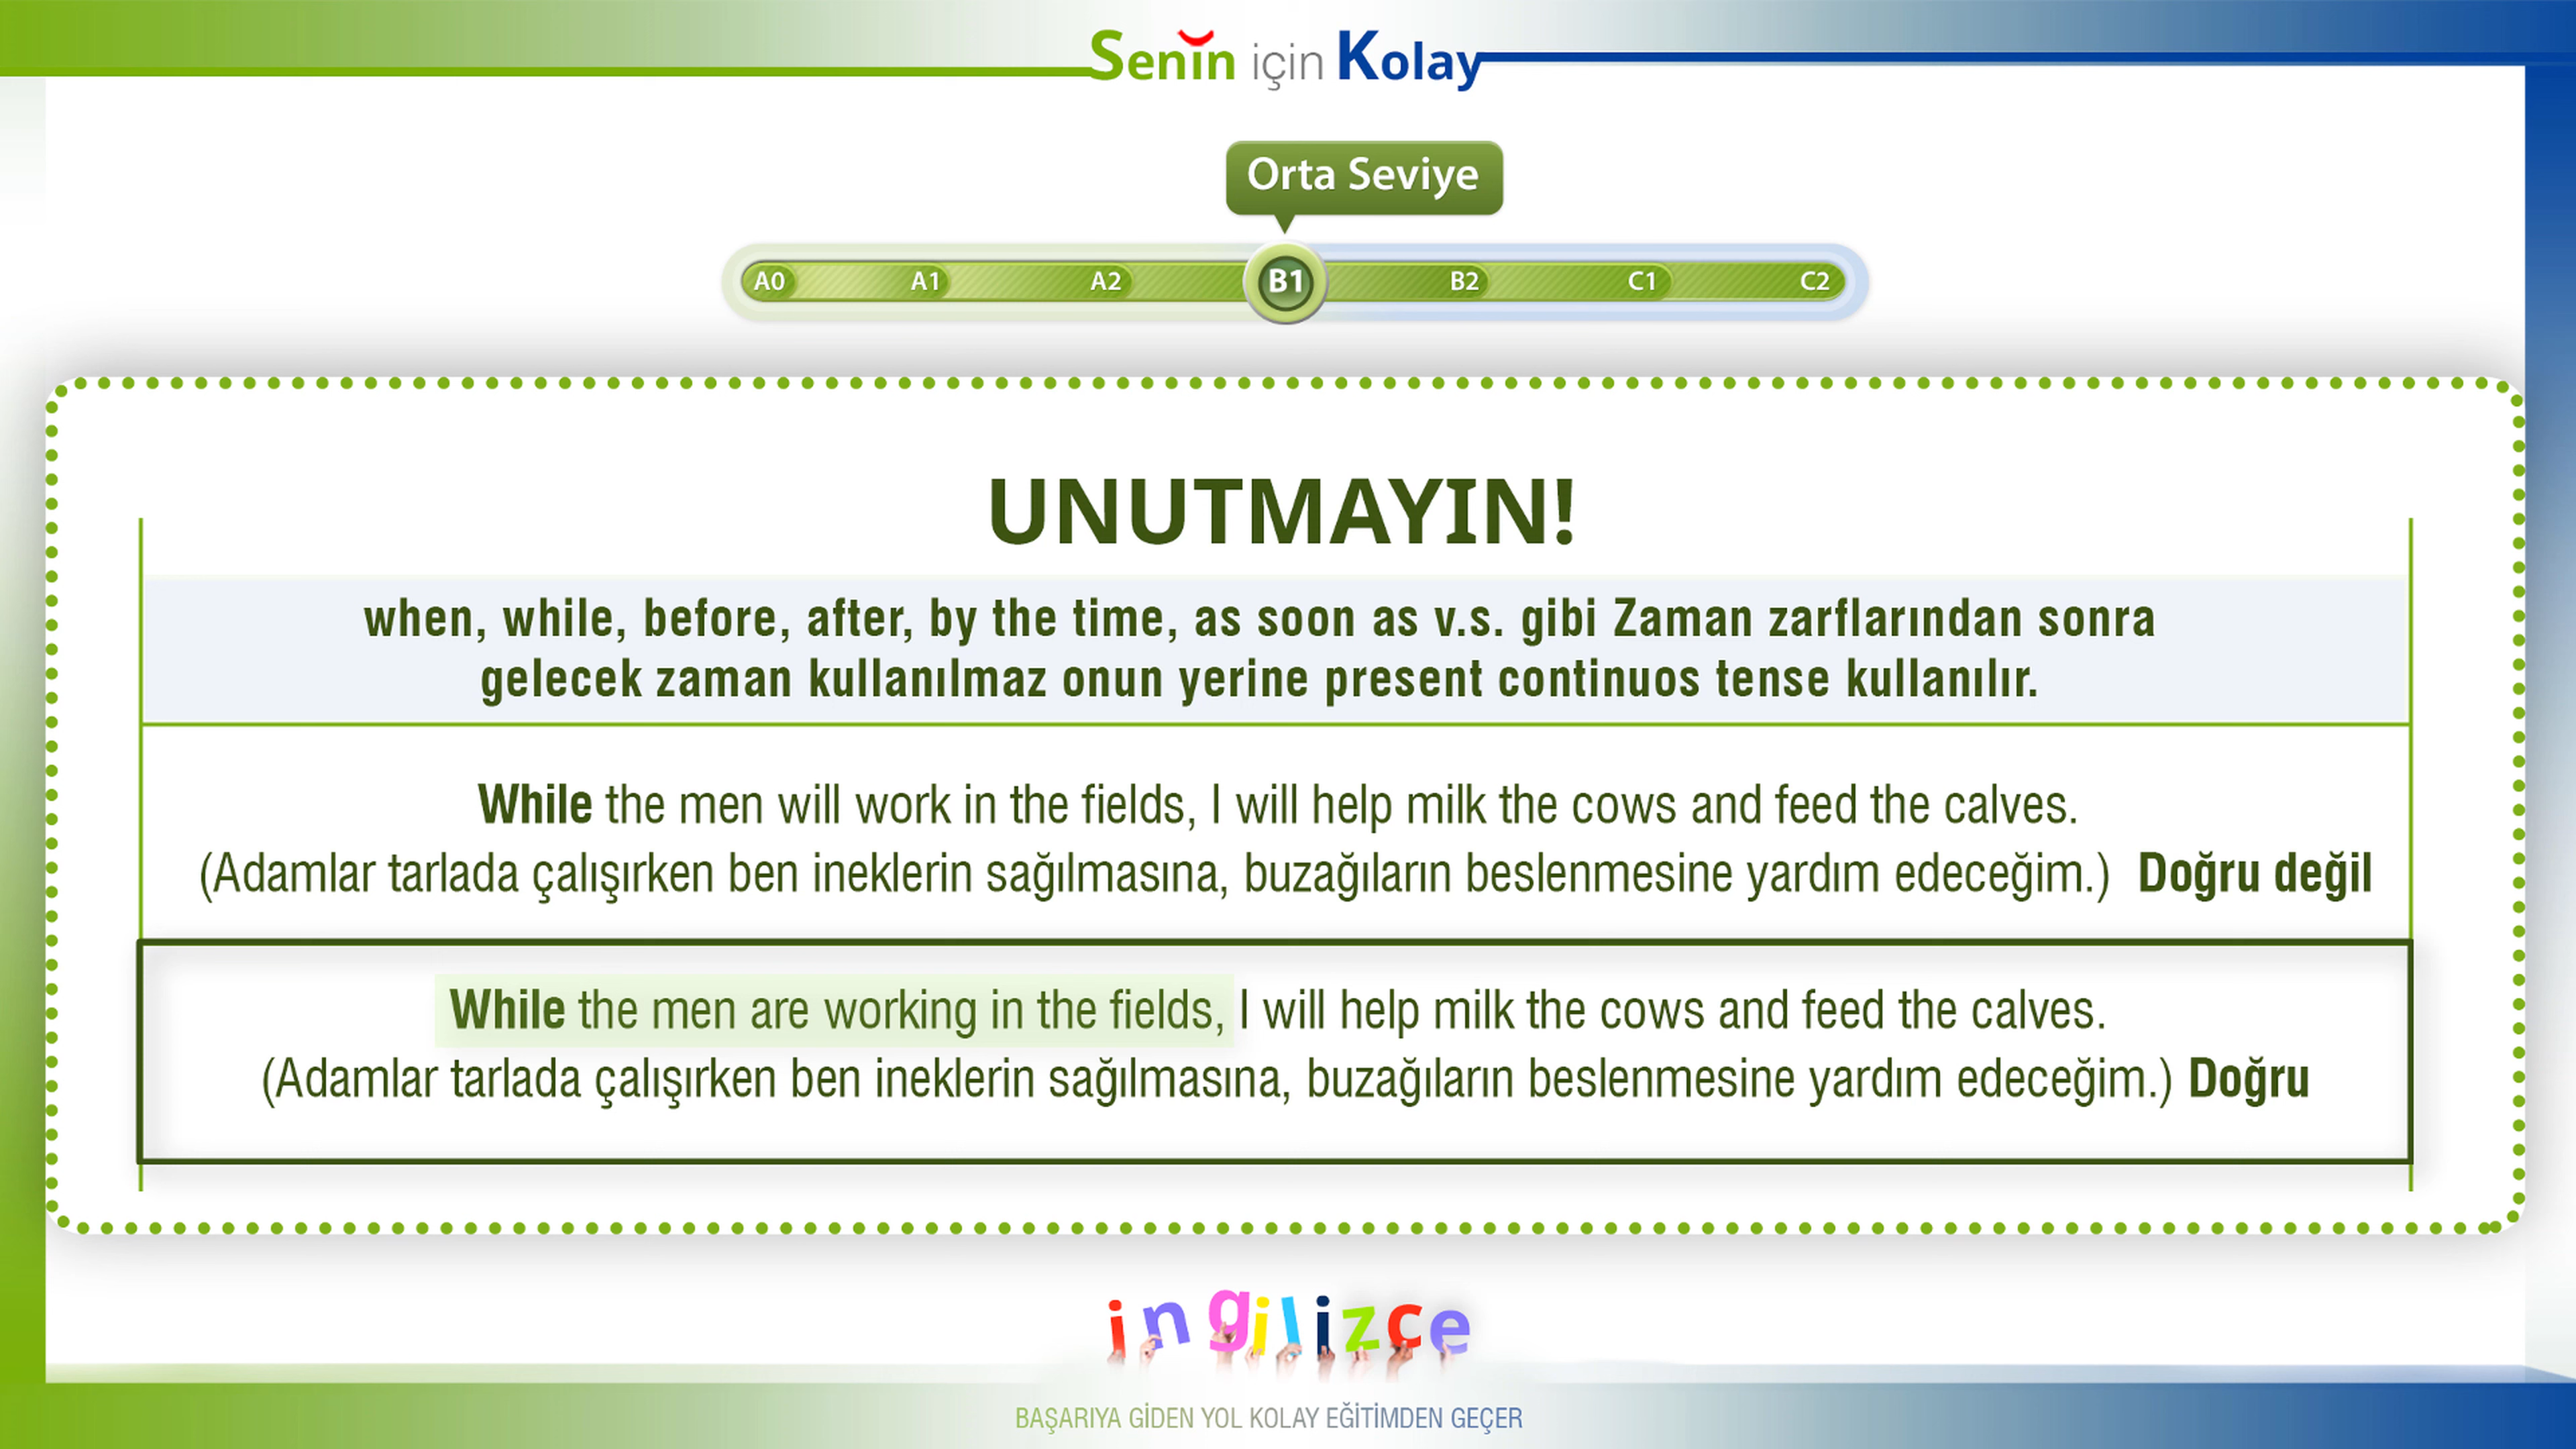 Senin için Kolay
Orta Seviye
A0 A1 A2 B1 B2 C1 C2
UNUTMAYIN!
when, while, before, after, by the time, as soon as v.s. gibi Zaman zarflarından sonra
gelecek zaman kullanılmaz onun yerine present continuos tense kullanılır.
While the men will work in the fields, I will help milk the cows and feed the calves.
(Adamlar tarlada çalışırken ben ineklerin sağılmasına, buzağıların beslenmesine yardım edeceğim.) Doğru değil
While the men are working in the fields, I will help milk the cows and feed the calves.
(Adamlar tarlada çalışırken ben ineklerin sağılmasına, buzağıların beslenmesine yardım edeceğim.) Doğru
ingilizce
BAŞARIYA GİDEN YOL KOLAY EĞİTİMDEN GEÇER